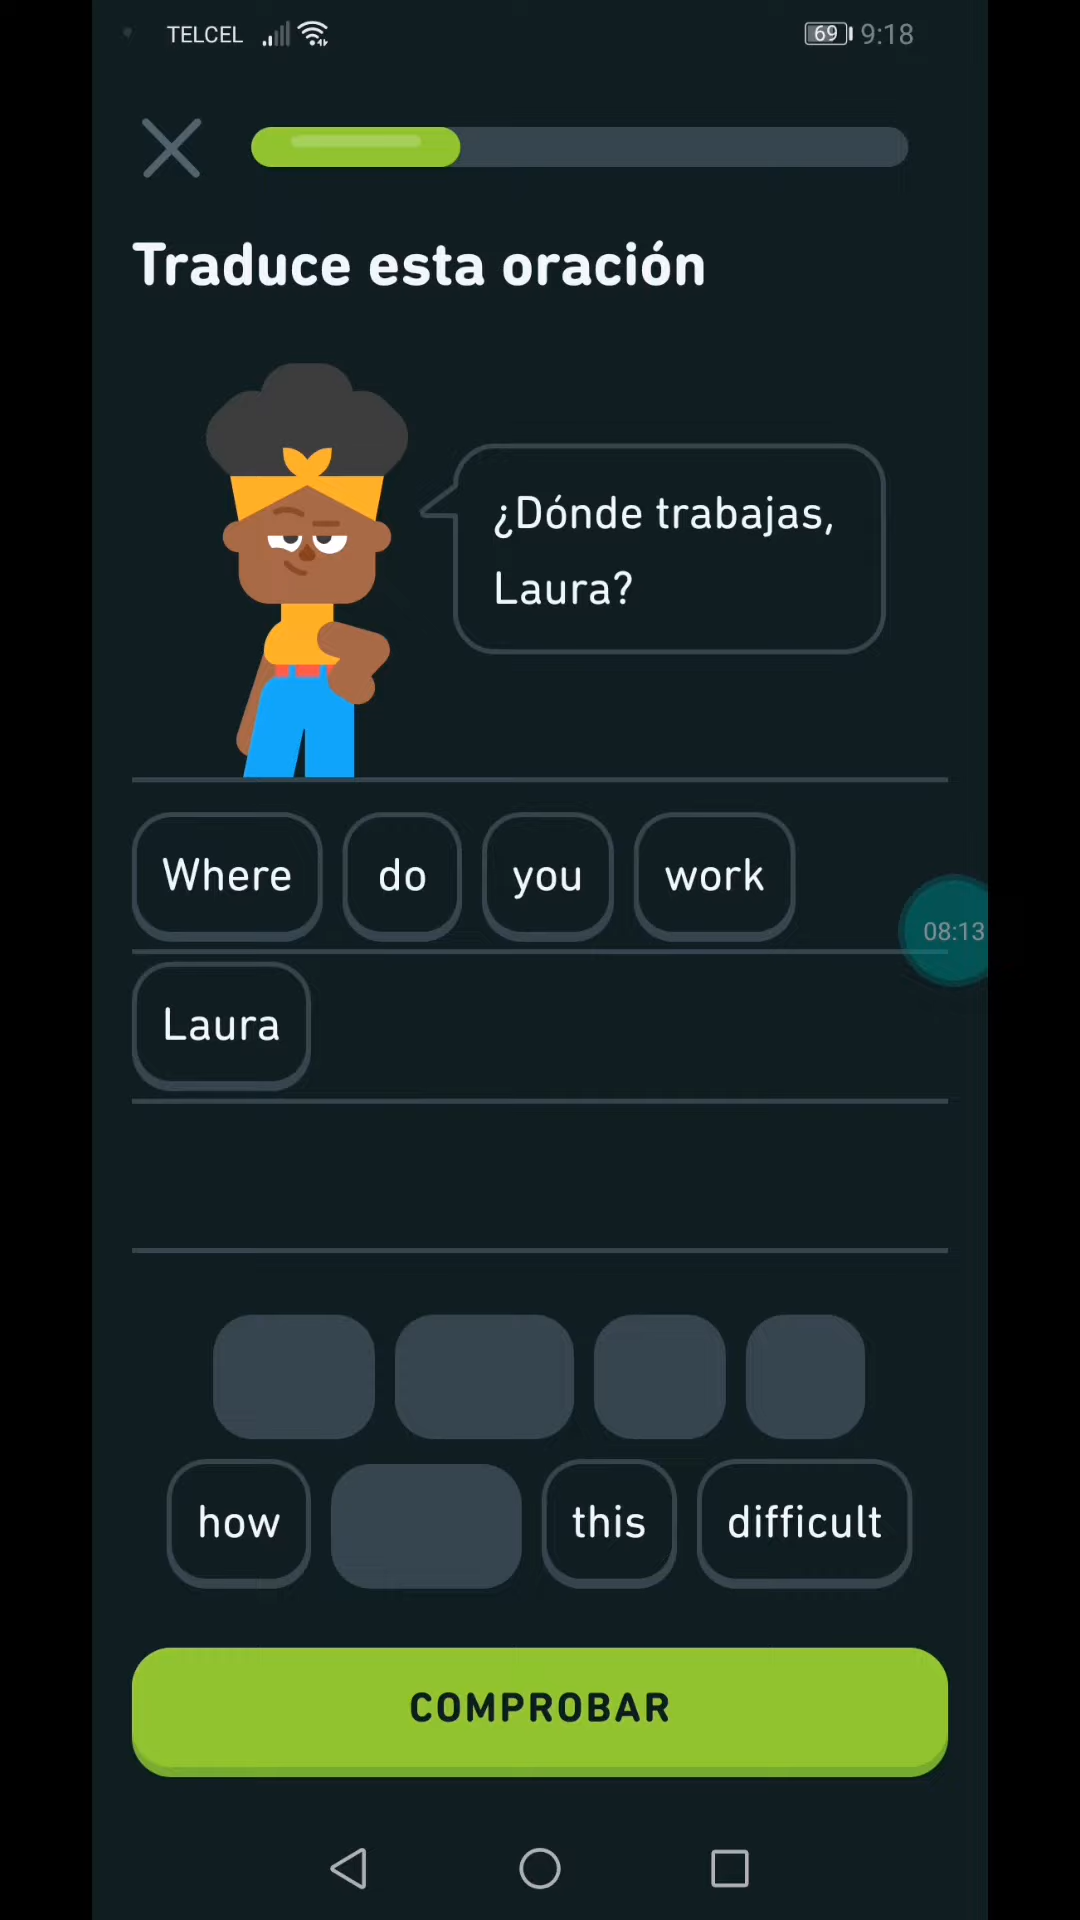 TELCEL 69 9:18
Traduce esta oración
¿Dónde trabajas,
Laura?
Where do you work
08:13
Laura
how this difficult
COMPROBAR